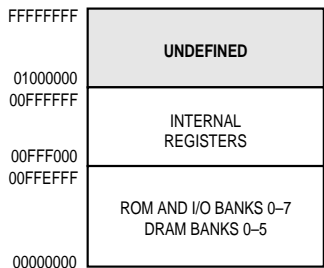 FFFFFFFF
UNDEFINED
01000000
00FFFFFF
INTERNAL
REGISTERS
00FFF000
00FFEFFF
ROM AND I/O BANKS 0–7
DRAM BANKS 0–5
00000000